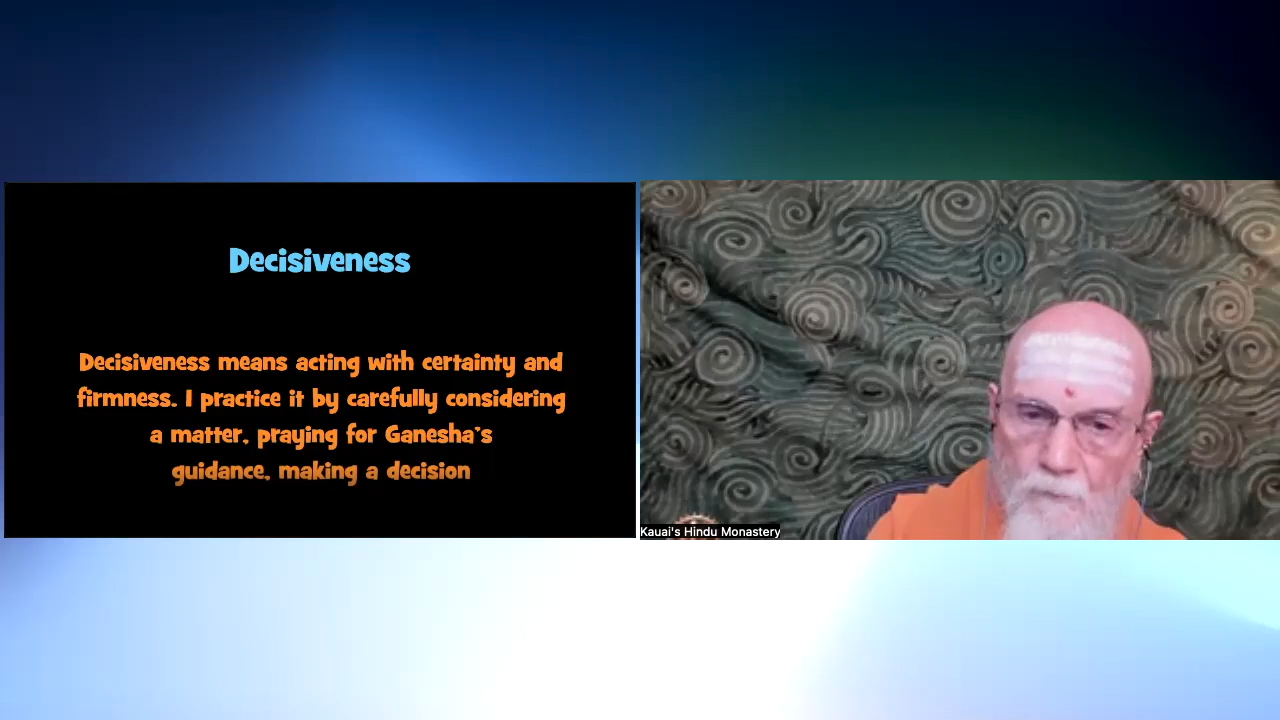 Decisiveness
Decisiveness means acting with certainty and
firmness. I practice it by carefully considering
a matter, praying for Ganesha's
guidance, making a decision
Kauai's Hindu Monastery